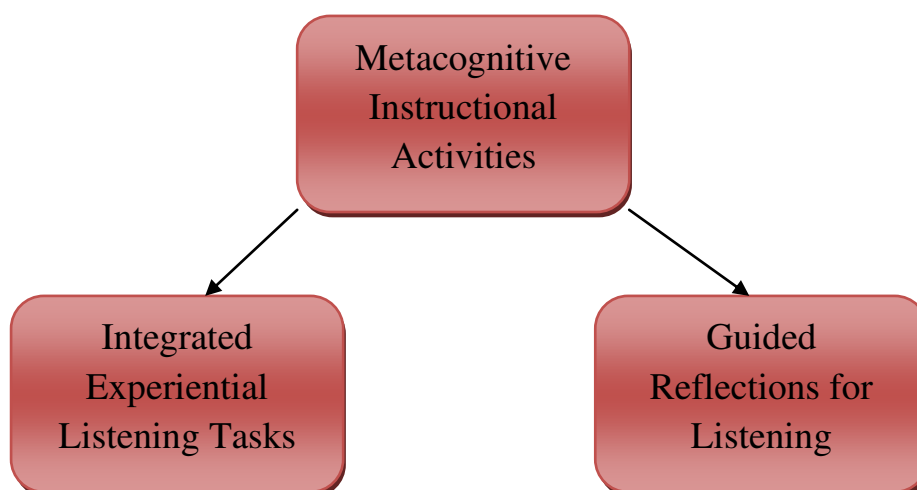 Metacognitive
Instructional
Activities
Integrated
Experiential
Listening Tasks
Guided
Reflections for
Listening